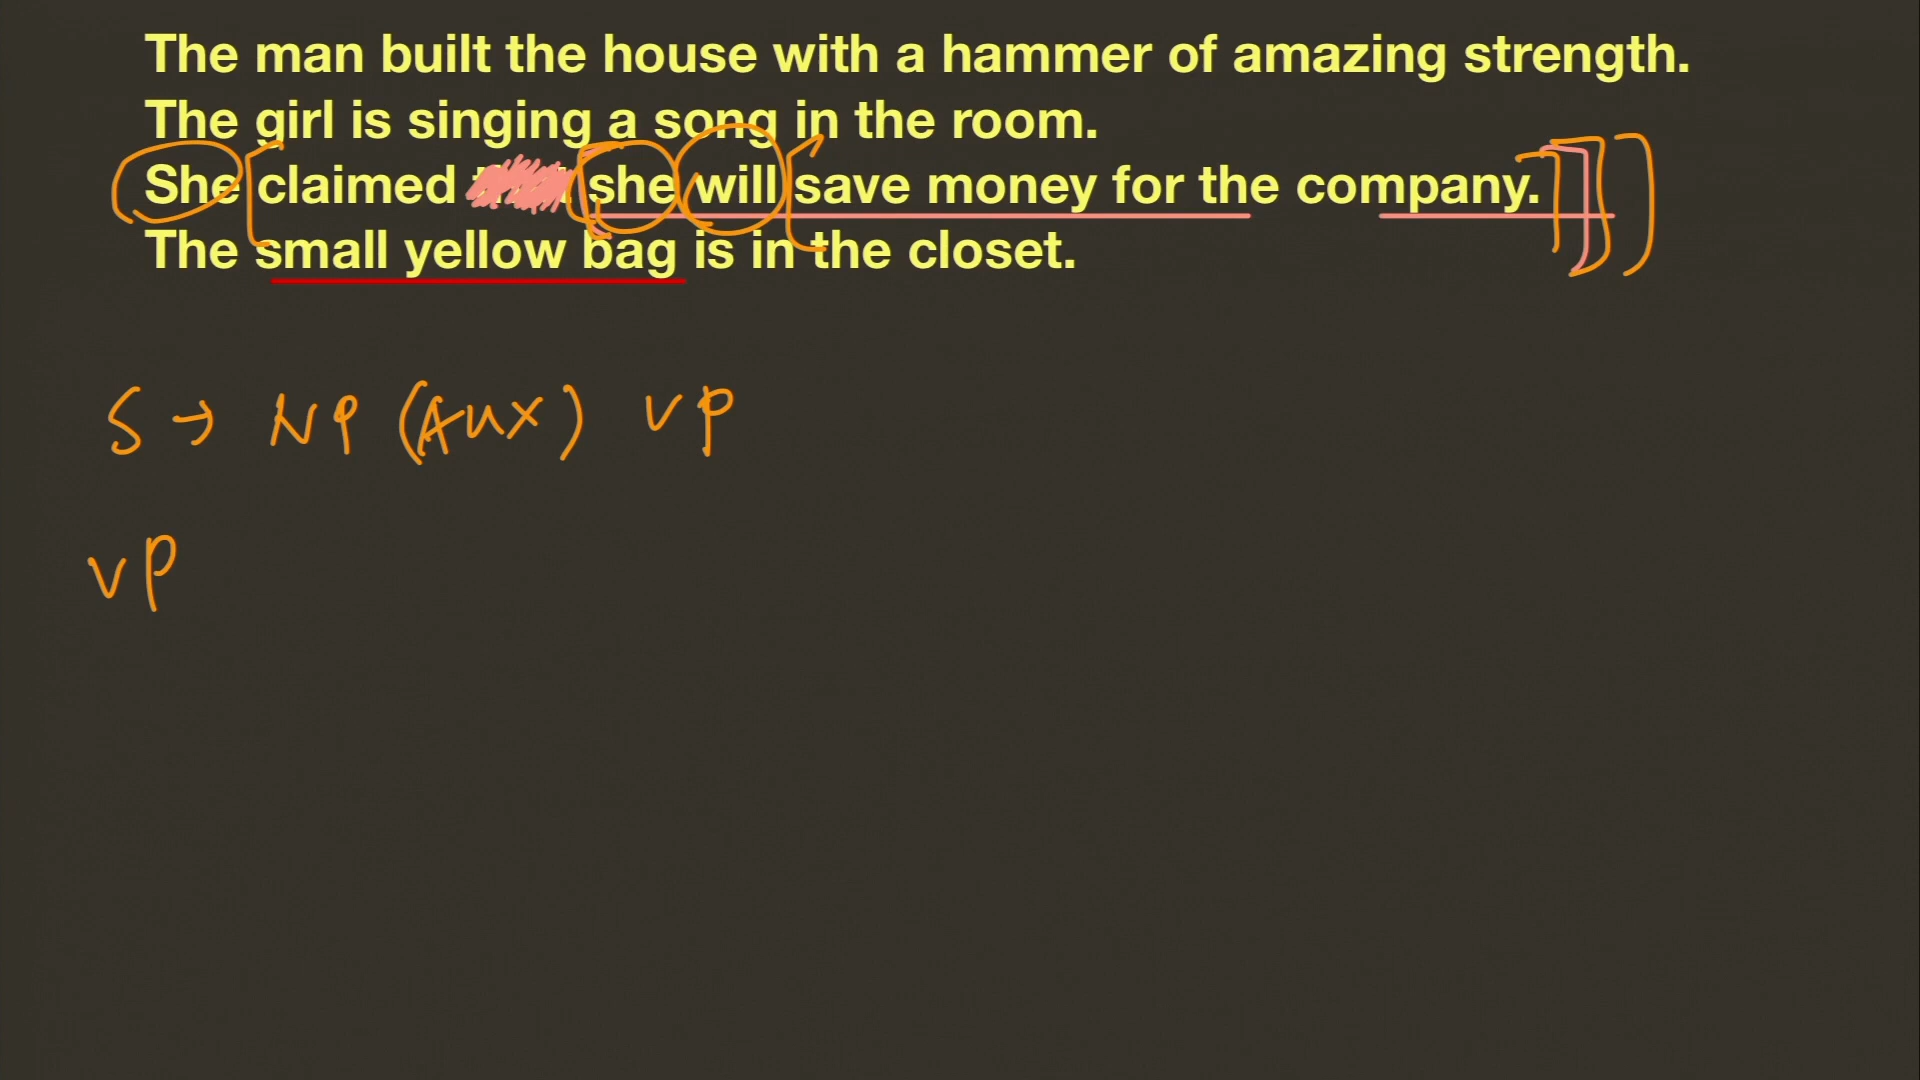 The man built the house with a hammer of amazing strength.
The girl is singing a song in the room.
She claimed she will save money for the company.
The small yellow bag is in the closet.
S → NP (Aux) VP
VP